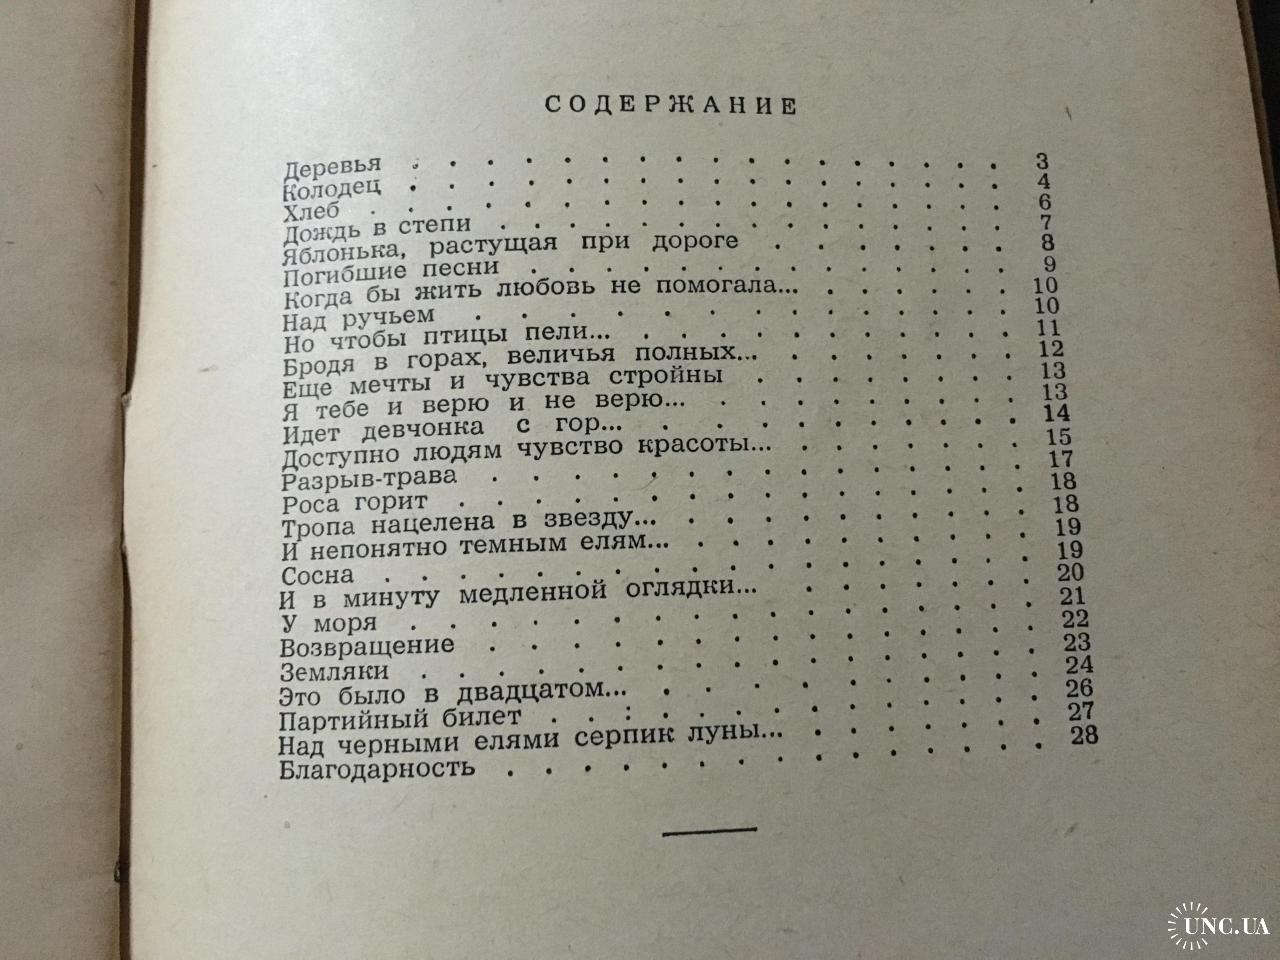 СОДЕРЖАНИЕ
Деревья . . . . . . . . . . . . . . . . 3
Колодец . . . . . . . . . . . . . . . . 4
Хлеб . . . . . . . . . . . . . . . . . 6
Дождь в степи . . . . . . . . . . . . . 7
Яблонька, растущая при дороге . . . . . . . 8
Погибшие песни . . . . . . . . . . . . . 9
Когда бы жить любовь не помогала... . . . . . . 10
Над ручьем . . . . . . . . . . . . . . 10
Но чтобы птицы пели... . . . . . . . . . . 11
Бродя в горах, величья полных... . . . . . . . 12
Еще мечты и чувства стройны . . . . . . . 13
Я тебе и верю и не верю... . . . . . . . . 13
Идет девчонка с гор... . . . . . . . . . . 14
Доступно людям чувство красоты... . . . . . . 15
Разрыв-трава . . . . . . . . . . . . . . 17
Роса горит . . . . . . . . . . . . . . . 18
Тропа нацелена в звезду... . . . . . . . . . 18
И непонятно темным елям... . . . . . . . . . 19
Сосна . . . . . . . . . . . . . . . . . 19
И в минуту медленной оглядки... . . . . . . . 20
У моря . . . . . . . . . . . . . . . . 21
Возвращение . . . . . . . . . . . . . . 22
Земляки . . . . . . . . . . . . . . . . 23
Это было в двадцатом... . . . . . . . . . . 24
Партийный билет . . . . . . . . . . . . . 26
Над черными елями серпик луны... . . . . . . . 27
Благодарность . . . . . . . . . . . . . . 28
UNC.UA